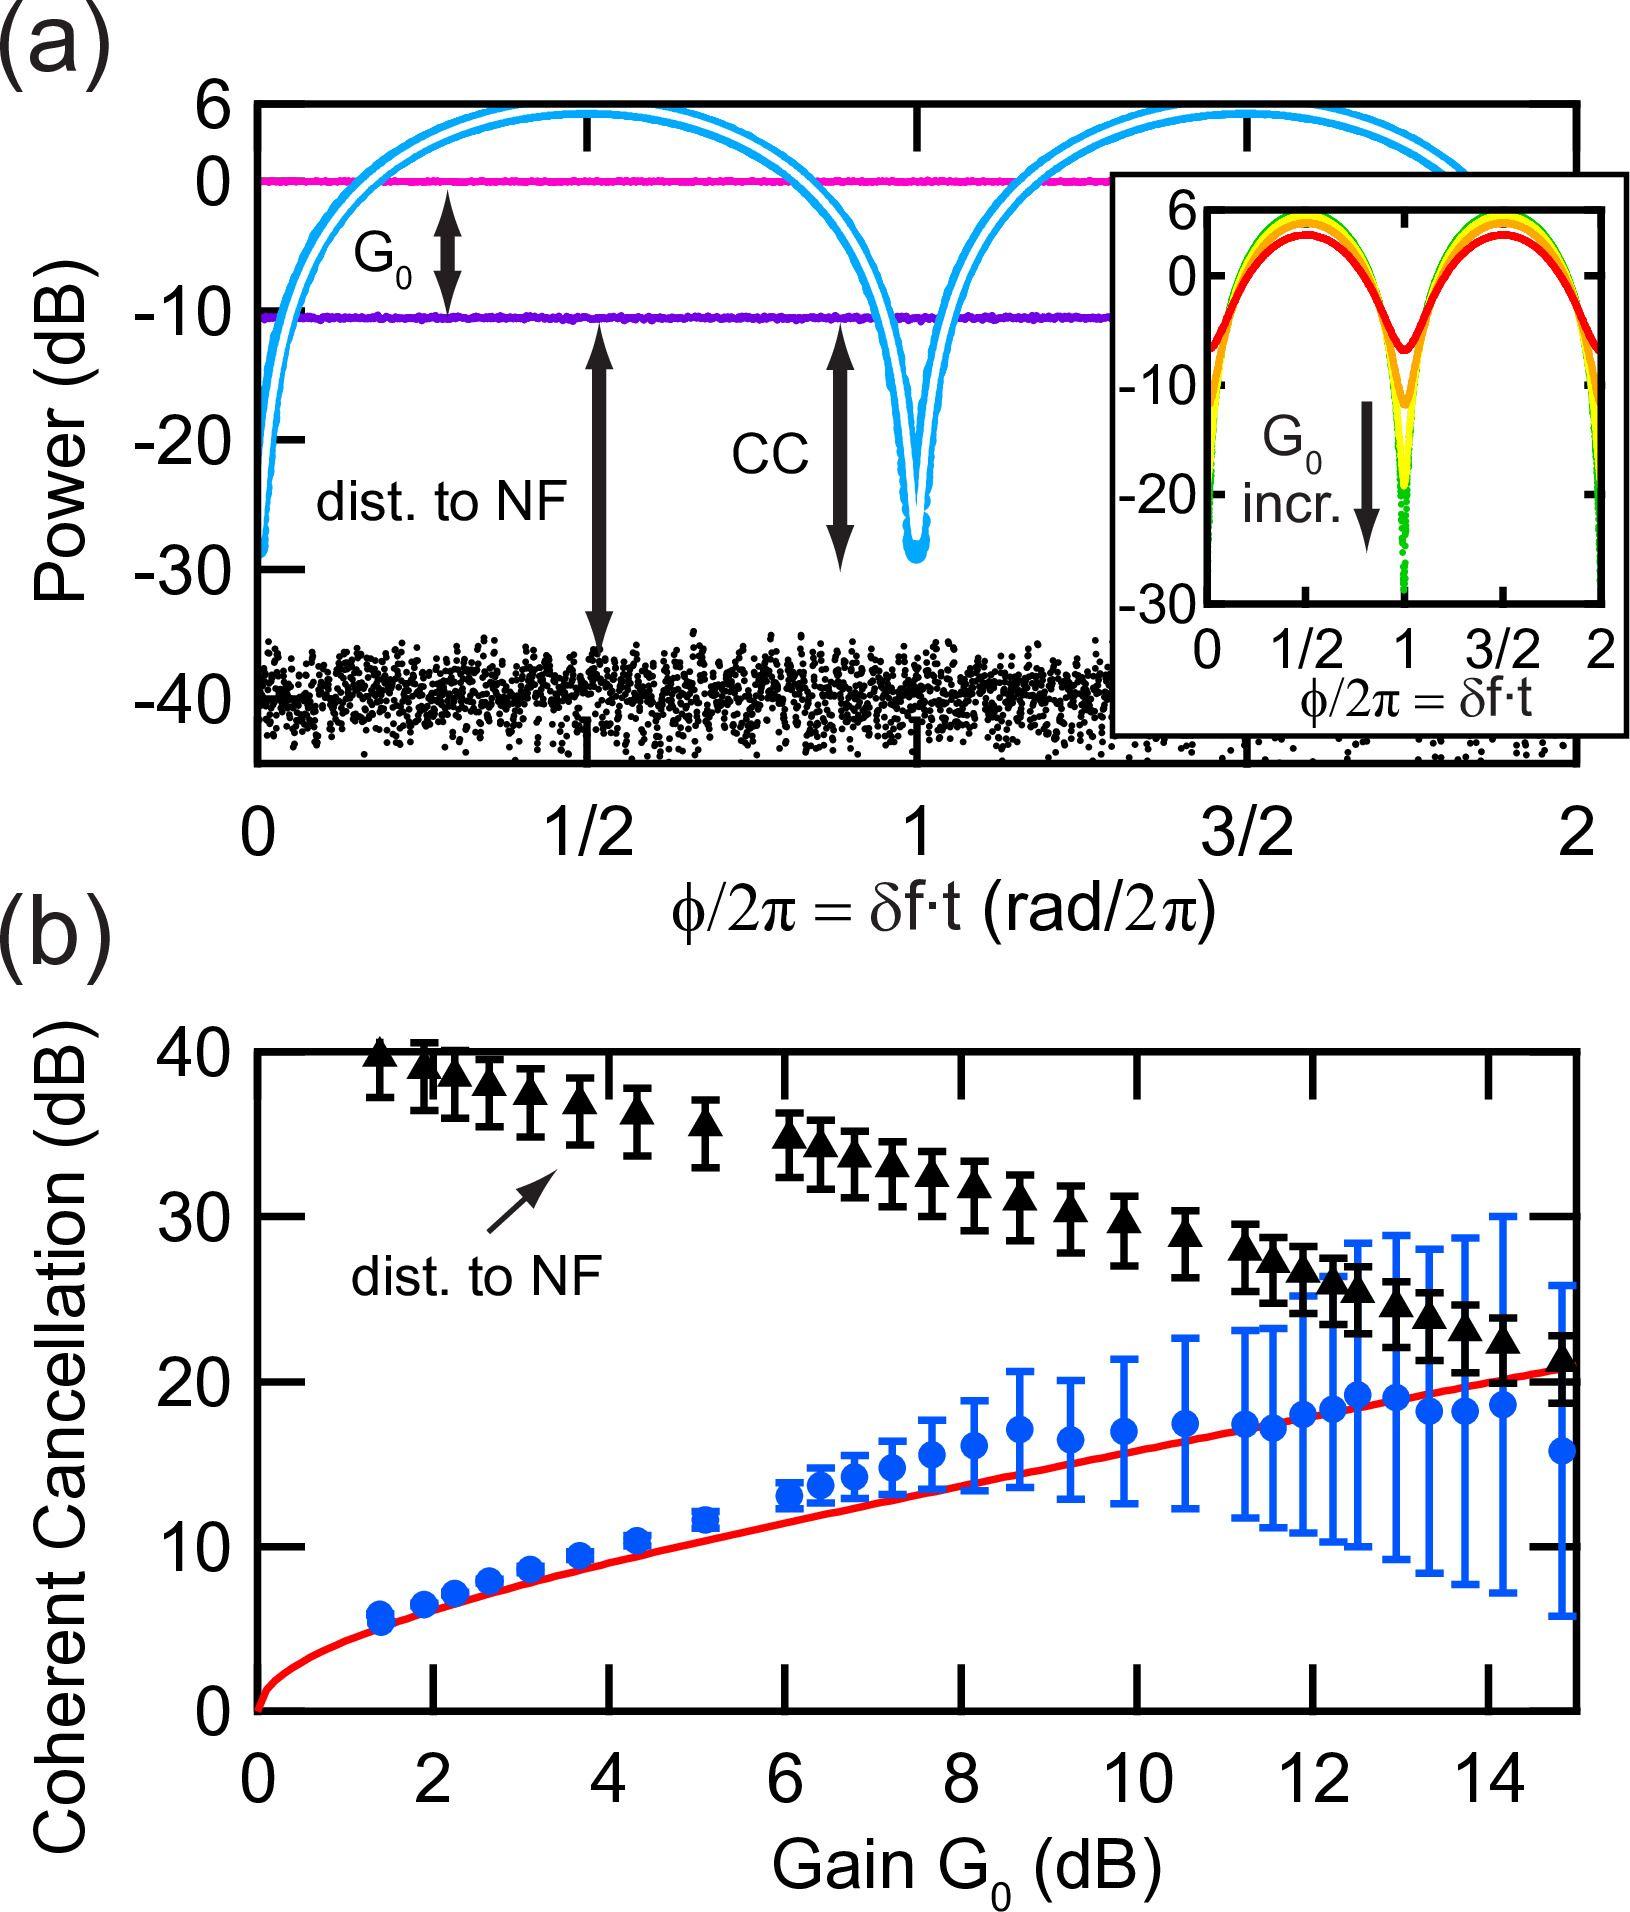 (a)
Power (dB)
6
0
-10
-20
-30
-40
G0
dist. to NF
CC
0
1/2
1
3/2
2
ϕ/2π = δf·t (rad/2π)
6
0
-10
-20
-30
G0
incr.
0
1/2
1
3/2
2
ϕ/2π = δf·t
(b)
Coherent Cancellation (dB)
40
30
20
10
0
dist. to NF
0
2
4
6
8
10
12
14
Gain G0 (dB)